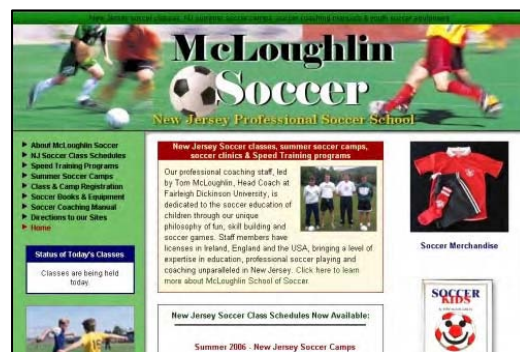 New Jersey soccer classes, NJ summer soccer camps, soccer coaching manuals & youth soccer equipment
McLoughlin
Soccer
New Jersey Professional Soccer School
About McLoughlin Soccer
NJ Soccer Class Schedules
Speed Training Programs
Summer Soccer Camps
Class & Camp Registration
Soccer Books & Equipment
Soccer Coaching Manual
Directions to our Sites
Home
Status of Today's Classes
Classes are being held
today.
New Jersey Soccer classes, summer soccer camps,
soccer clinics & Speed Training programs
Our professional coaching staff, led
by Tom McLoughlin, Head Coach at
Fairleigh Dickinson University, is
dedicated to the soccer education of
children through our unique
philosophy of fun, skill building and
soccer games. Staff members have
licenses in Ireland, England and the USA, bringing a level of
expertise in education, professional soccer playing and
coaching unparalleled in New Jersey. Click here to learn
more about McLoughlin School of Soccer.
New Jersey Soccer Class Schedules Now Available:
Summer 2006 - New Jersey Soccer Camps
Soccer Merchandise
SOCCER
KIDS